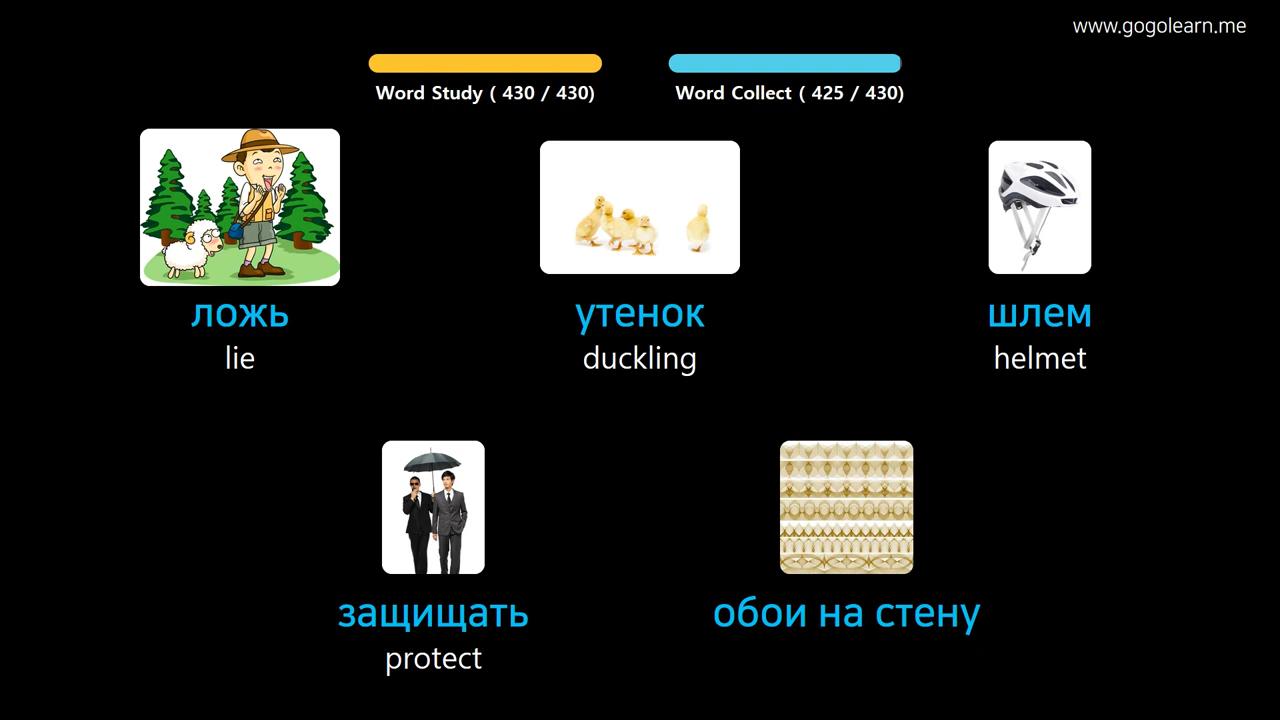 www.gogolearn.me
Word Study ( 430 / 430)
Word Collect ( 425 / 430)
ложь
lie
утенок
duckling
шлем
helmet
защищать
protect
обои на стену